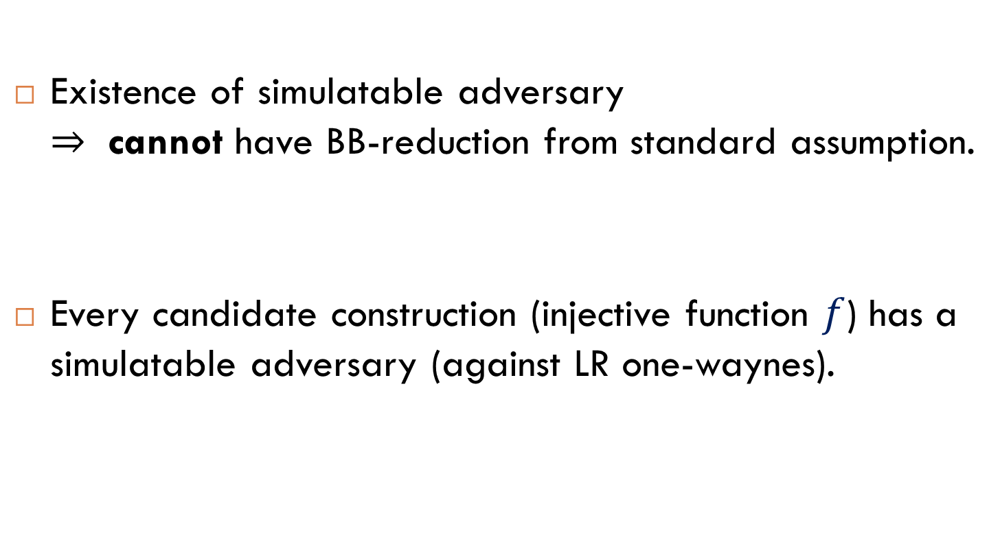 Existence of simulatable adversary
⇒ cannot have BB-reduction from standard assumption.
Every candidate construction (injective function f) has a
simulatable adversary (against LR one-waynes).